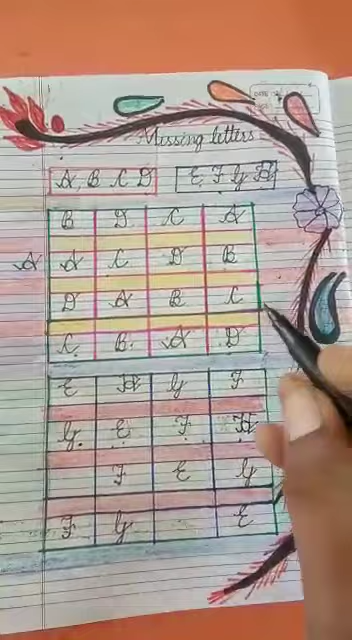 Missing letters
A, B, C, D E, F, G, H
B D C A
A A C D B
D A B C
C B A D
E H G F
G E F H
F E G
F G E